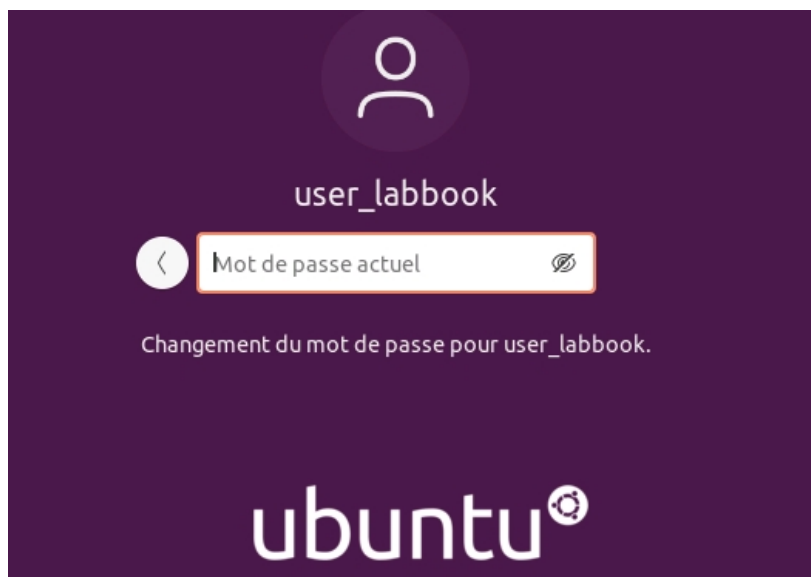 user_labbook
Mot de passe actuel
Changement du mot de passe pour user_labbook.
ubuntu